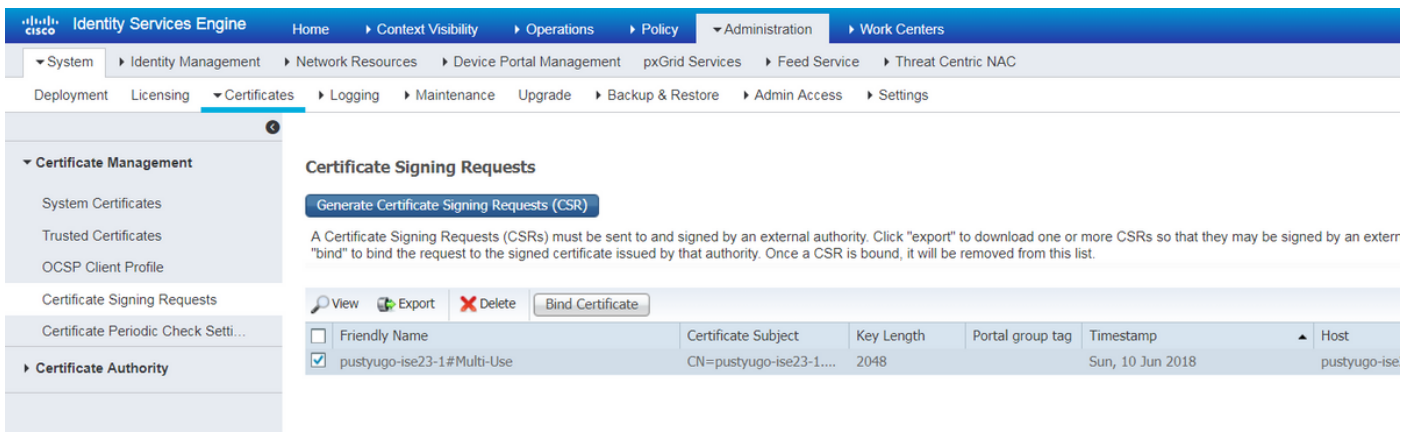 cisco Identity Services Engine Home Context Visibility Operations Policy Administration Work Centers
System Identity Management Network Resources Device Portal Management pxGrid Services Feed Service Threat Centric NAC
Deployment Licensing Certificates Logging Maintenance Upgrade Backup & Restore Admin Access Settings
Certificate Management
System Certificates
Trusted Certificates
OCSP Client Profile
Certificate Signing Requests
Certificate Periodic Check Setti...
Certificate Authority
Certificate Signing Requests
Generate Certificate Signing Requests (CSR)
A Certificate Signing Requests (CSRs) must be sent to and signed by an external authority. Click "export" to download one or more CSRs so that they may be signed by an extern
"bind" to bind the request to the signed certificate issued by that authority. Once a CSR is bound, it will be removed from this list.
View Export Delete Bind Certificate
Friendly Name Certificate Subject Key Length Portal group tag Timestamp Host
pustyugo-ise23-1#Multi-Use CN=pustyugo-ise23-1.... 2048 Sun, 10 Jun 2018 pustyugo-ise